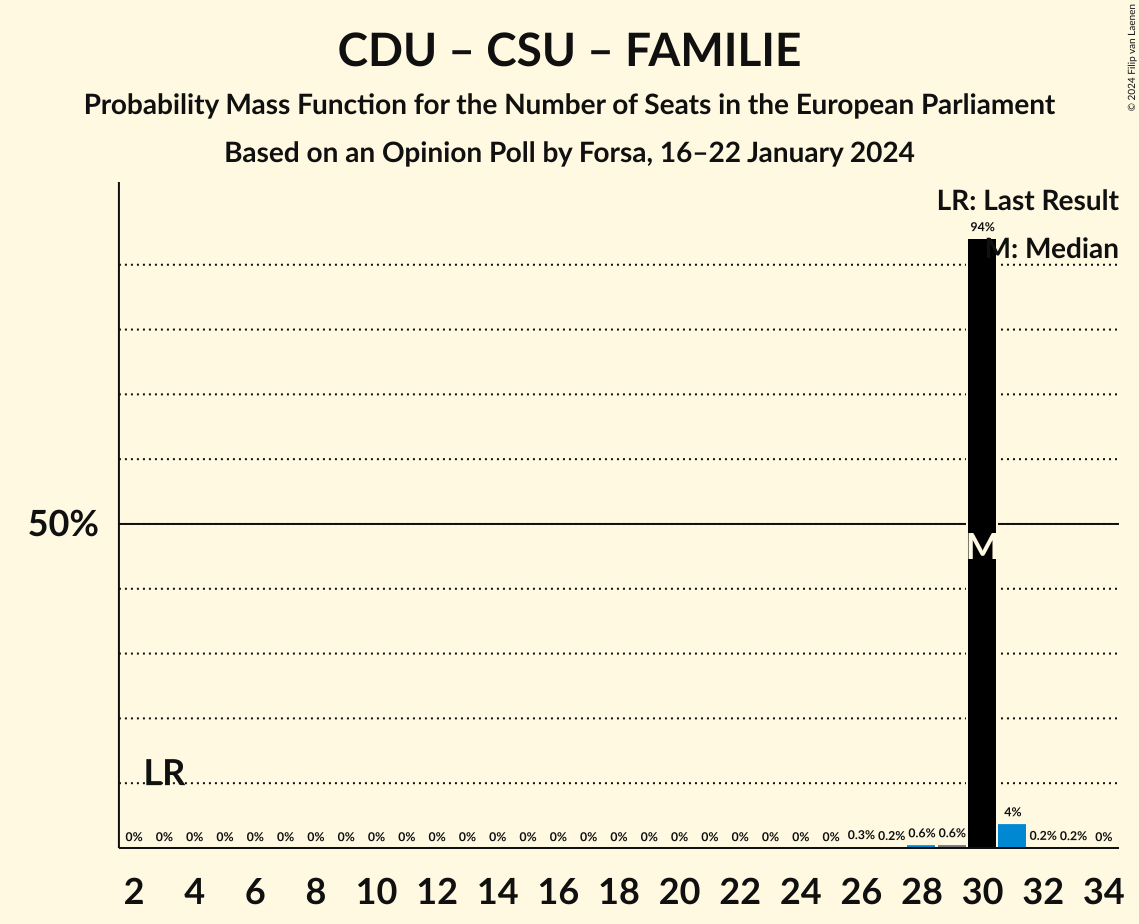 CDU – CSU – FAMILIE
Probability Mass Function for the Number of Seats in the European Parliament
Based on an Opinion Poll by Forsa, 16–22 January 2024
© 2024 Filip van Laenen
LR: Last Result
M: Median
94%
50%
M
LR
4%
0% 0% 0% 0% 0% 0% 0% 0% 0% 0% 0% 0% 0% 0% 0% 0% 0% 0% 0% 0% 0% 0% 0% 0% 0.3% 0.2% 0.6% 0.6% 0.2% 0.2% 0%
2 4 6 8 10 12 14 16 18 20 22 24 26 28 30 32 34